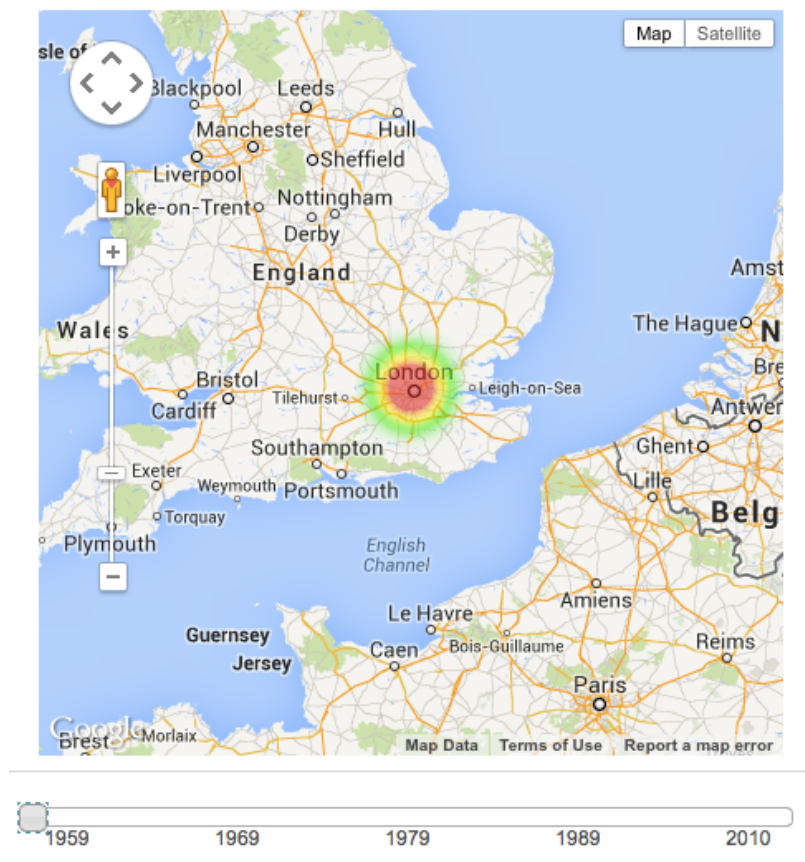 Map Satellite
sle of
Blackpool Leeds
Manchester Hull
Sheffield
Liverpool
Nottingham
oke-on-Trent
Derby
England
Amst
Wales
The Hague N
London Bre
Bristol Leigh-on-Sea
Tilehurst
Cardiff Antwer
Southampton Ghent
Exeter Lille
Weymouth Portsmouth
Torquay Belg
Plymouth English
Channel
Amiens
Le Havre
Guernsey Reims
Caen Bois-Guillaume
Jersey
Paris
Google
Brest Morlaix Map Data Terms of Use Report a map error
1959 1969 1979 1989 2010